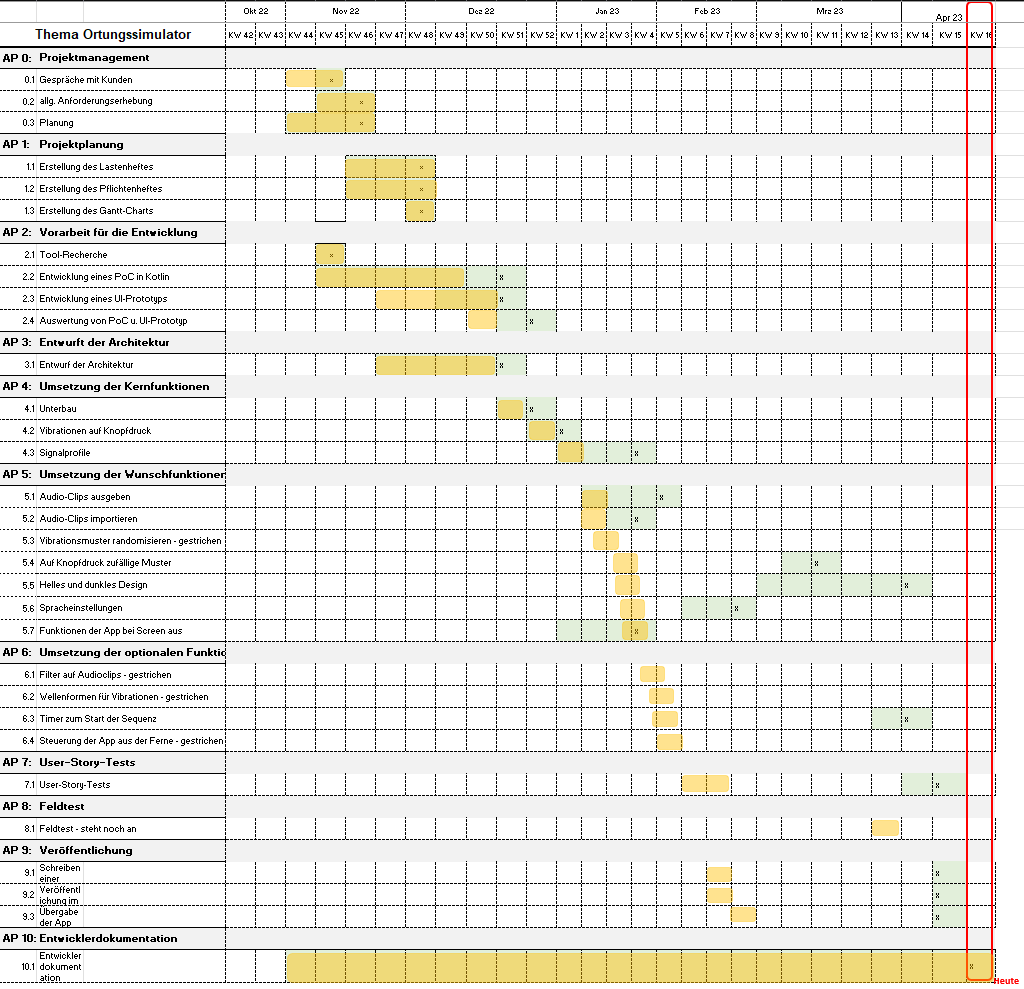 Okt 22 Nov 22 Dez 22 Jan 23 Feb 23 Mrz 23 Apr 23
Thema Ortungssimulator KW 42 KW 43 KW 44 KW 45 KW 46 KW 47 KW 48 KW 49 KW 50 KW 51 KW 52 KW 1 KW 2 KW 3 KW 4 KW 5 KW 6 KW 7 KW 8 KW 9 KW 10 KW 11 KW 12 KW 13 KW 14 KW 15 KW 16
AP 0: Projektmanagement
0.1 Gespräche mit Kunden x
0.2 allg. Anforderungserhebung x
0.3 Planung x
AP 1: Projektplanung
1.1 Erstellung des Lastenheftes x
1.2 Erstellung des Pflichtenheftes x
1.3 Erstellung des Gantt-Charts x
AP 2: Vorarbeit für die Entwicklung
2.1 Tool-Recherche x
2.2 Entwicklung eines PoC in Kotlin x
2.3 Entwicklung eines UI-Prototyps x
2.4 Auswertung von PoC u. UI-Prototyp x
AP 3: Entwurft der Architektur
3.1 Entwurf der Architektur x
AP 4: Umsetzung der Kernfunktionen
4.1 Unterbau x
4.2 Vibrationen auf Knopfdruck x
4.3 Signalprofile x
AP 5: Umsetzung der Wunschfunktioner
5.1 Audio-Clips ausgeben x
5.2 Audio-Clips importieren x
5.3 Vibrationsmuster randomisieren - gestrichen
5.4 Auf Knopfdruck zufällige Muster x
5.5 Helles und dunkles Design x
5.6 Spracheinstellungen x
5.7 Funktionen der App bei Screen aus x
AP 6: Umsetzung der optionalen Funktic
6.1 Filter auf Audioclips - gestrichen
6.2 Wellenformen für Vibrationen - gestrichen
6.3 Timer zum Start der Sequenz x
6.4 Steuerung der App aus der Ferne - gestrichen
AP 7: User-Story-Tests
7.1 User-Story-Tests x
AP 8: Feldtest
8.1 Feldtest - steht noch an
AP 9: Veröffentlichung
9.1 Schreiben x
einer
9.2 Veröffentl x
ichung im
9.3 Übergabe x
der App
AP 10: Entwicklerdokumentation
Entwickler
10.1 dokument x
ation
Heute